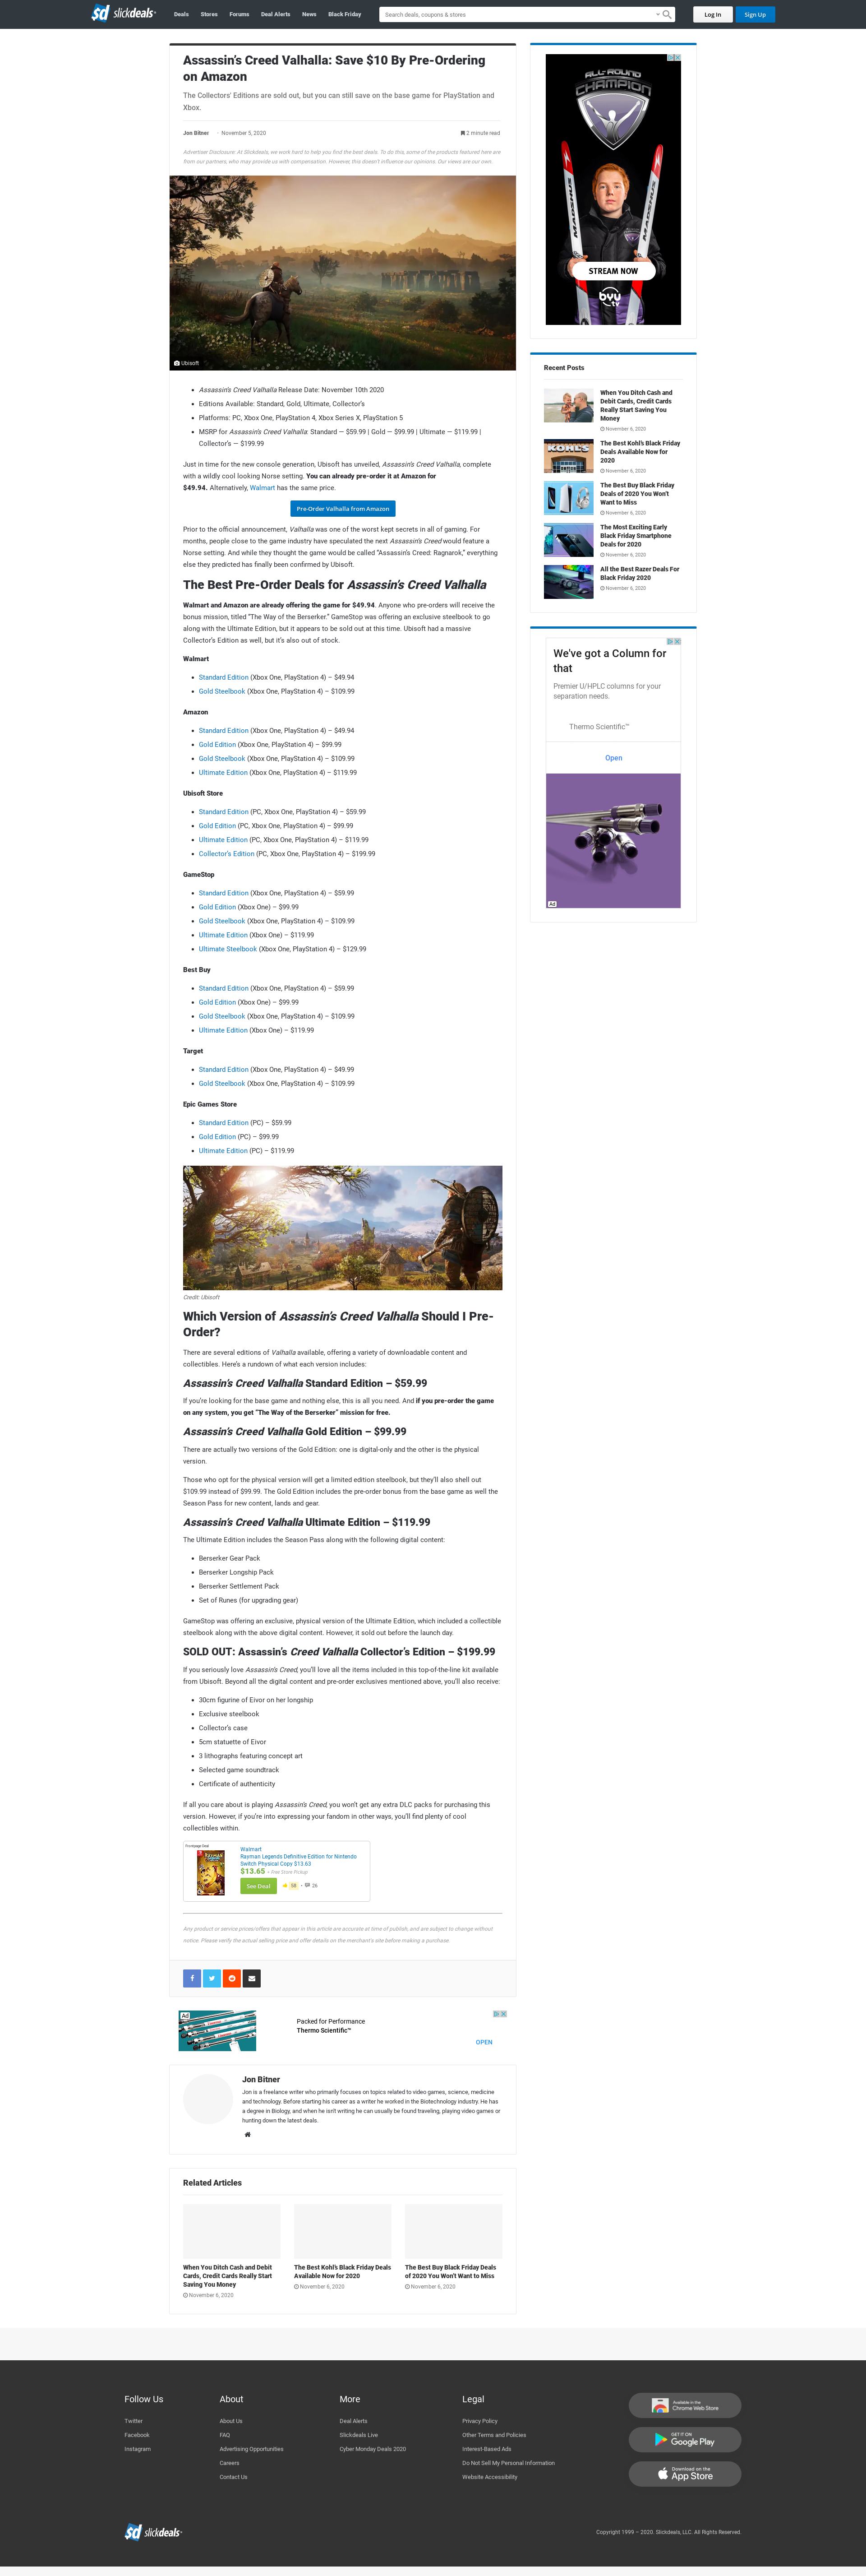 sd slickdeals
Deals Stores Forums Deal Alerts News Black Friday
Search deals, coupons & stores
Log In Sign Up
Assassin's Creed Valhalla: Save $10 By Pre-Ordering
on Amazon
The Collectors' Editions are sold out, but you can still save on the base game for PlayStation and
Xbox.
Jon Bitner · November 5, 2020 2 minute read
Advertiser Disclosure: At Slickdeals, we work hard to help you find the best deals. To do this, some of the products featured here are
from our partners, who may provide us with compensation. However, this doesn't influence our opinions. Our views are our own.
Ubisoft
• Assassin's Creed Valhalla Release Date: November 10th 2020
• Editions Available: Standard, Gold, Ultimate, Collector's
• Platforms: PC, Xbox One, PlayStation 4, Xbox Series X, PlayStation 5
• MSRP for Assassin's Creed Valhalla: Standard — $59.99 | Gold — $99.99 | Ultimate — $119.99 |
Collector's — $199.99
Just in time for the new console generation, Ubisoft has unveiled, Assassin's Creed Valhalla, complete
with a wildly cool looking Norse setting. You can already pre-order it at Amazon for
$49.94. Alternatively, Walmart has the same price.
Pre-Order Valhalla from Amazon
Prior to the official announcement, Valhalla was one of the worst kept secrets in all of gaming. For
months, people close to the game industry have speculated the next Assassin's Creed would feature a
Norse setting. And while they thought the game would be called "Assassin's Creed: Ragnarok," everything
else they predicted has finally been confirmed by Ubisoft.
The Best Pre-Order Deals for Assassin's Creed Valhalla
Walmart and Amazon are already offering the game for $49.94. Anyone who pre-orders will receive the
bonus mission, titled "The Way of the Berserker." GameStop was offering an exclusive steelbook to go
along with the Ultimate Edition, but it appears to be sold out at this time. Ubisoft had a massive
Collector's Edition as well, but it's also out of stock.
Walmart
• Standard Edition (Xbox One, PlayStation 4) – $49.94
• Gold Steelbook (Xbox One, PlayStation 4) – $109.99
Amazon
• Standard Edition (Xbox One, PlayStation 4) – $49.94
• Gold Edition (Xbox One, PlayStation 4) – $99.99
• Gold Steelbook (Xbox One, PlayStation 4) – $109.99
• Ultimate Edition (Xbox One, PlayStation 4) – $119.99
Ubisoft Store
• Standard Edition (PC, Xbox One, PlayStation 4) – $59.99
• Gold Edition (PC, Xbox One, PlayStation 4) – $99.99
• Ultimate Edition (PC, Xbox One, PlayStation 4) – $119.99
• Collector's Edition (PC, Xbox One, PlayStation 4) – $199.99
GameStop
• Standard Edition (Xbox One, PlayStation 4) – $59.99
• Gold Edition (Xbox One) – $99.99
• Gold Steelbook (Xbox One, PlayStation 4) – $109.99
• Ultimate Edition (Xbox One) – $119.99
• Ultimate Steelbook (Xbox One, PlayStation 4) – $129.99
Best Buy
• Standard Edition (Xbox One, PlayStation 4) – $59.99
• Gold Edition (Xbox One) – $99.99
• Gold Steelbook (Xbox One, PlayStation 4) – $109.99
• Ultimate Edition (Xbox One) – $119.99
Target
• Standard Edition (Xbox One, PlayStation 4) – $49.99
• Gold Steelbook (Xbox One, PlayStation 4) – $109.99
Epic Games Store
• Standard Edition (PC) – $59.99
• Gold Edition (PC) – $99.99
• Ultimate Edition (PC) – $119.99
Credit: Ubisoft
Which Version of Assassin's Creed Valhalla Should I Pre-
Order?
There are several editions of Valhalla available, offering a variety of downloadable content and
collectibles. Here's a rundown of what each version includes:
Assassin's Creed Valhalla Standard Edition – $59.99
If you're looking for the base game and nothing else, this is all you need. And if you pre-order the game
on any system, you get "The Way of the Berserker" mission for free.
Assassin's Creed Valhalla Gold Edition – $99.99
There are actually two versions of the Gold Edition: one is digital-only and the other is the physical
version.
Those who opt for the physical version will get a limited edition steelbook, but they'll also shell out
$109.99 instead of $99.99. The Gold Edition includes the pre-order bonus from the base game as well the
Season Pass for new content, lands and gear.
Assassin's Creed Valhalla Ultimate Edition – $119.99
The Ultimate Edition includes the Season Pass along with the following digital content:
• Berserker Gear Pack
• Berserker Longship Pack
• Berserker Settlement Pack
• Set of Runes (for upgrading gear)
GameStop was offering an exclusive, physical version of the Ultimate Edition, which included a collectible
steelbook along with the above digital content. However, it sold out before the launch day.
SOLD OUT: Assassin's Creed Valhalla Collector's Edition – $199.99
If you seriously love Assassin's Creed, you'll love all the items included in this top-of-the-line kit available
from Ubisoft. Beyond all the digital content and pre-order exclusives mentioned above, you'll also receive:
• 30cm figurine of Eivor on her longship
• Exclusive steelbook
• Collector's case
• 5cm statuette of Eivor
• 3 lithographs featuring concept art
• Selected game soundtrack
• Certificate of authenticity
If all you care about is playing Assassin's Creed, you won't get any extra DLC packs for purchasing this
version. However, if you're into expressing your fandom in other ways, you'll find plenty of cool
collectibles within.
Frontpage Deal
RAYMAN
Walmart
Rayman Legends Definitive Edition for Nintendo
Switch Physical Copy $13.63
$13.65 + Free Store Pickup
See Deal 59 • 26
Any product or service prices/offers that appear in this article are accurate at time of publish, and are subject to change without
notice. Please verify the actual selling price and offer details on the merchant's site before making a purchase.
Ad
Packed for Performance
Thermo Scientific™
OPEN
Jon Bitner
Jon is a freelance writer who primarily focuses on topics related to video games, science, medicine
and technology. Before starting his career as a writer he worked in the Biotechnology industry. He has
a degree in Biology, and when he isn't writing he can usually be found traveling, playing video games or
hunting down the latest deals.
Related Articles
When You Ditch Cash and Debit
Cards, Credit Cards Really Start
Saving You Money
November 6, 2020
The Best Kohl's Black Friday Deals
Available Now for 2020
November 6, 2020
The Best Buy Black Friday Deals
of 2020 You Won't Want to Miss
November 6, 2020
ALL-ROUND
CHAMPION
MADSHUS
MADSHUS
STREAM NOW
byu
tv
Recent Posts
When You Ditch Cash and
Debit Cards, Credit Cards
Really Start Saving You
Money
November 6, 2020
KOHL'S
The Best Kohl's Black Friday
Deals Available Now for
2020
November 6, 2020
The Best Buy Black Friday
Deals of 2020 You Won't
Want to Miss
November 6, 2020
The Most Exciting Early
Black Friday Smartphone
Deals for 2020
November 6, 2020
All the Best Razer Deals For
Black Friday 2020
November 6, 2020
We've got a Column for
that
Premier U/HPLC columns for your
separation needs.
Thermo Scientific™
Open
Ad
Follow Us
Twitter
Facebook
Instagram
About
About Us
FAQ
Advertising Opportunities
Careers
Contact Us
More
Deal Alerts
Slickdeals Live
Cyber Monday Deals 2020
Legal
Privacy Policy
Other Terms and Policies
Interest-Based Ads
Do Not Sell My Personal Information
Website Accessibility
Available in the
Chrome Web Store
GET IT ON
Google Play
Download on the
App Store
sd slickdeals
Copyright 1999 – 2020. Slickdeals, LLC. All Rights Reserved.